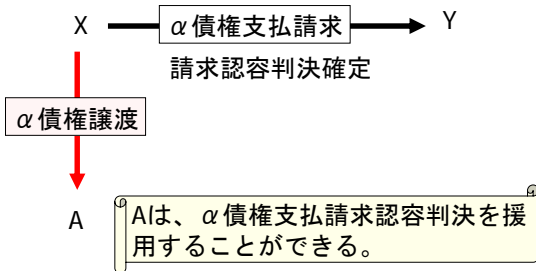 X
α債権支払請求
Y
請求認容判決確定
α債権譲渡
A
Aは、α債権支払請求認容判決を援
用することができる。